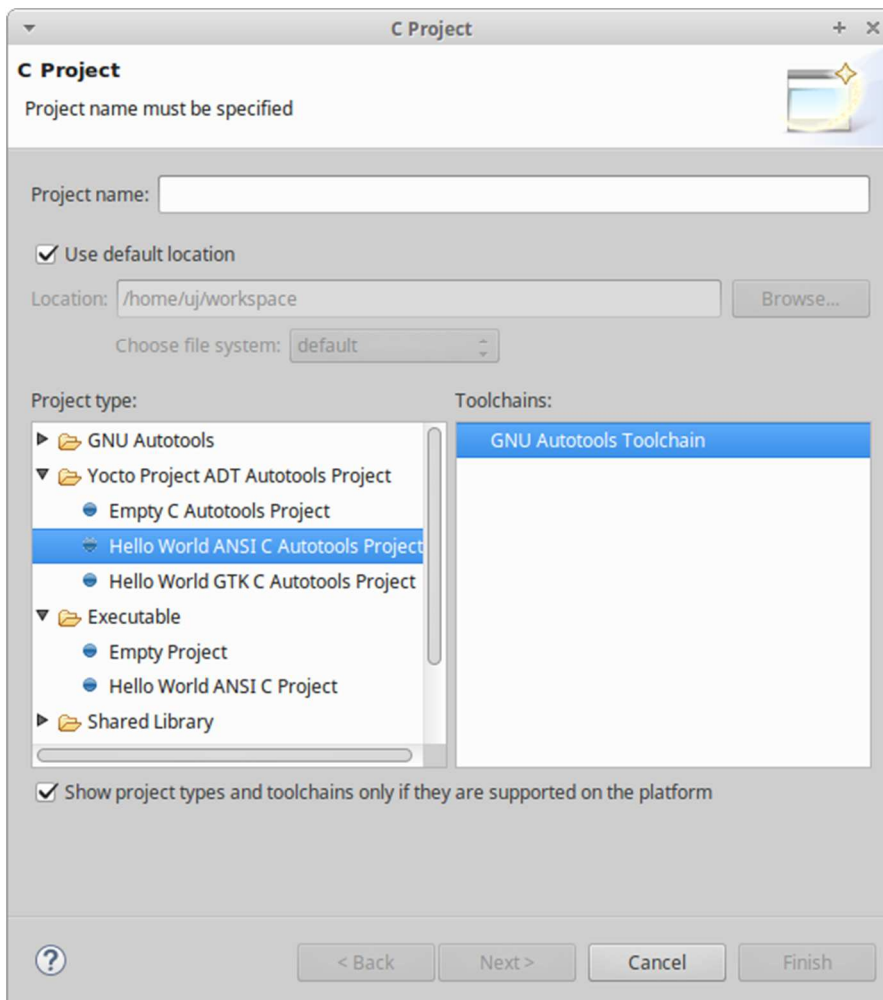 C Project
C Project
Project name must be specified
Project name:
Use default location
Location: /home/uj/workspace Browse...
Choose file system: default
Project type:
GNU Autotools
Yocto Project ADT Autotools Project
Empty C Autotools Project
Hello World ANSI C Autotools Project
Hello World GTK C Autotools Project
Executable
Empty Project
Hello World ANSI C Project
Shared Library
Toolchains:
GNU Autotools Toolchain
Show project types and toolchains only if they are supported on the platform
? < Back Next > Cancel Finish